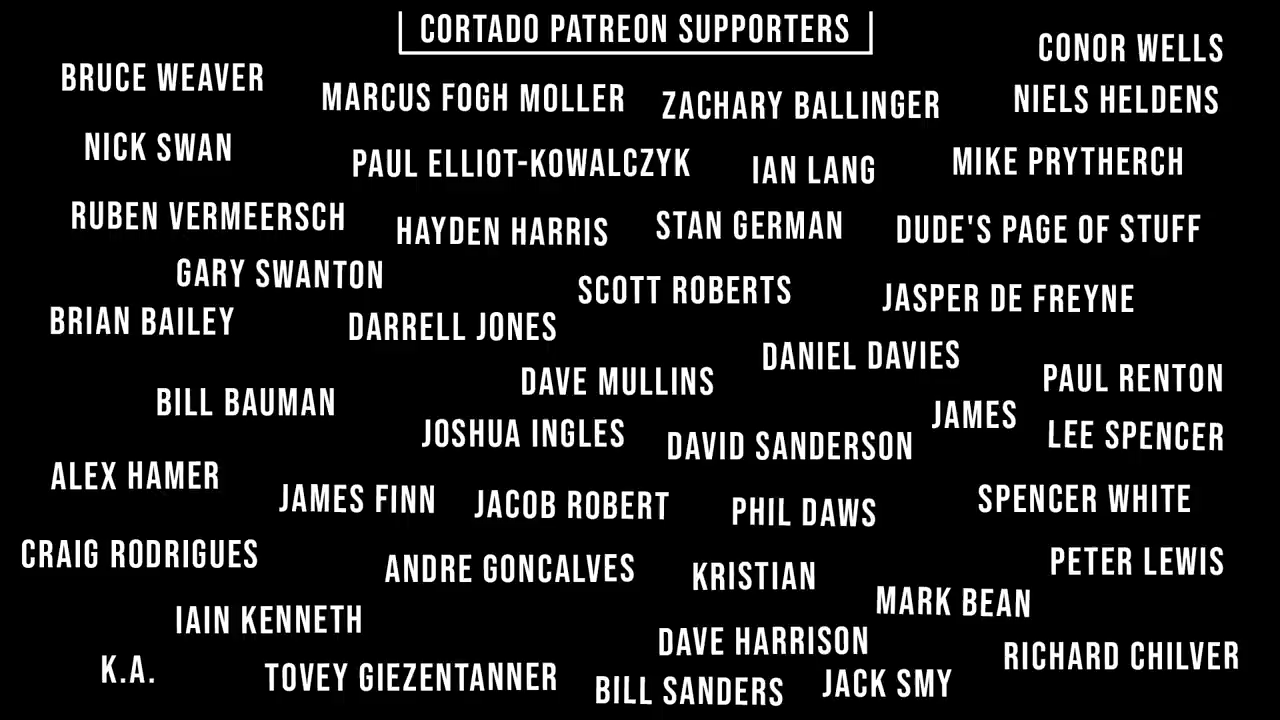 CORTADO PATREON SUPPORTERS
CONOR WELLS
BRUCE WEAVER
MARCUS FOGH MOLLER
ZACHARY BALLINGER
NIELS HELDENS
NICK SWAN
PAUL ELLIOT-KOWALCZYK
IAN LANG
MIKE PRYTHERCH
RUBEN VERMEERSCH
HAYDEN HARRIS
STAN GERMAN
DUDE'S PAGE OF STUFF
GARY SWANTON
SCOTT ROBERTS
JASPER DE FREYNE
BRIAN BAILEY
DARRELL JONES
DANIEL DAVIES
DAVE MULLINS
PAUL RENTON
BILL BAUMAN
JAMES
JOSHUA INGLES
DAVID SANDERSON
LEE SPENCER
ALEX HAMER
JAMES FINN
JACOB ROBERT
PHIL DAWS
SPENCER WHITE
CRAIG RODRIGUES
ANDRE GONCALVES
KRISTIAN
PETER LEWIS
MARK BEAN
IAIN KENNETH
DAVE HARRISON
RICHARD CHILVER
K.A.
TOVEY GIEZENTANNER
BILL SANDERS
JACK SMY